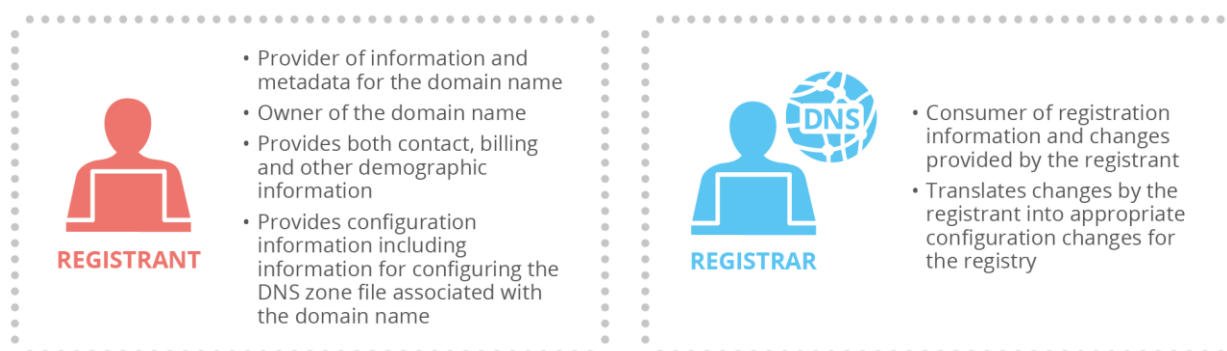 • Provider of information and
metadata for the domain name
• Owner of the domain name
• Provides both contact, billing
and other demographic
information
• Provides configuration
information including
information for configuring the
DNS zone file associated with
the domain name
REGISTRANT
DNS
• Consumer of registration
information and changes
provided by the registrant
• Translates changes by the
registrant into appropriate
configuration changes for
the registry
REGISTRAR